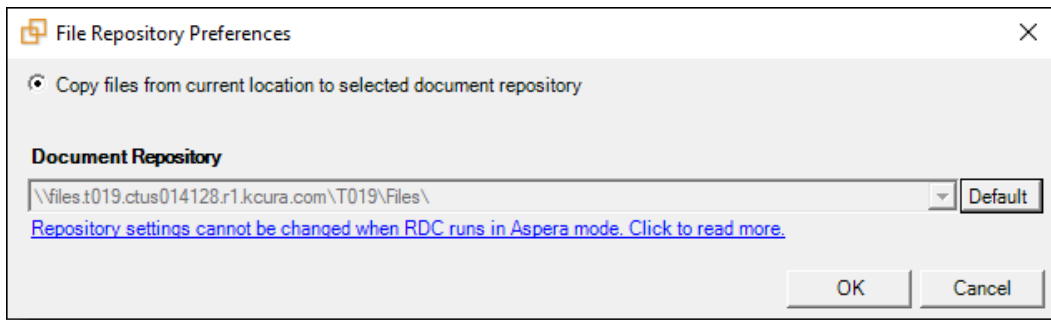 File Repository Preferences
Copy files from current location to selected document repository
Document Repository
\\files.t019.ctus014128.r1.kcura.com\T019\Files\
Default
Repository settings cannot be changed when RDC runs in Aspera mode. Click to read more.
OK
Cancel